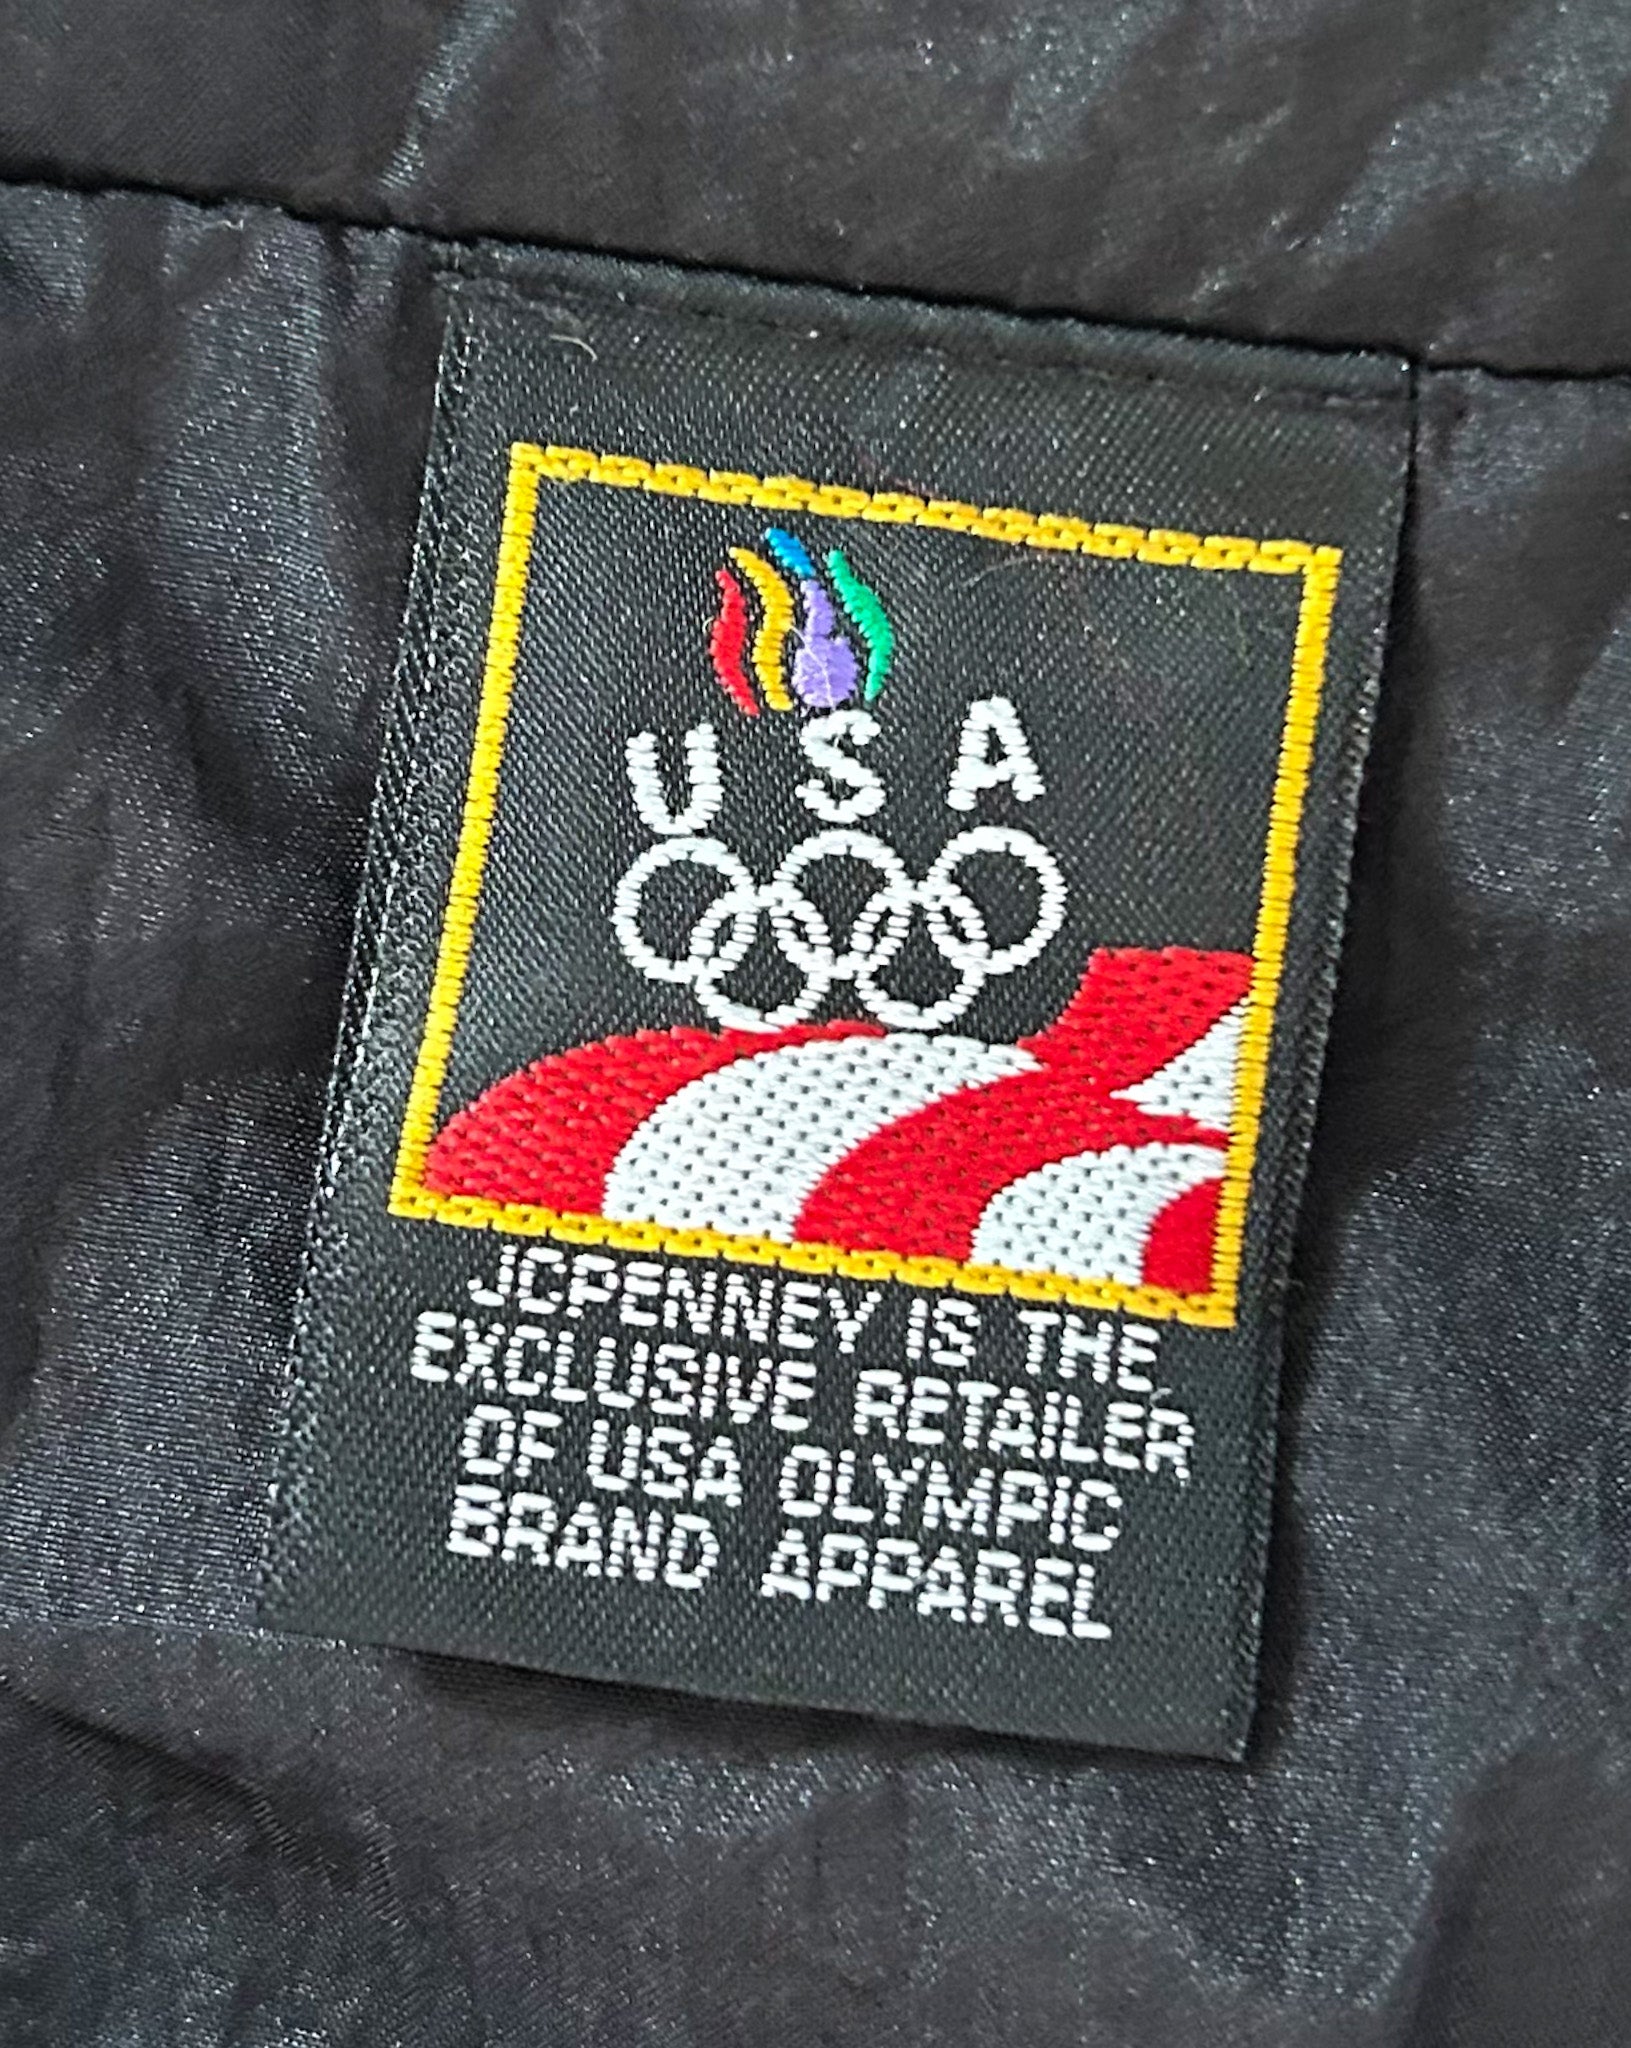 USA
JCPENNEY IS THE
EXCLUSIVE RETAILER
OF USA OLYMPIC
BRAND APPAREL